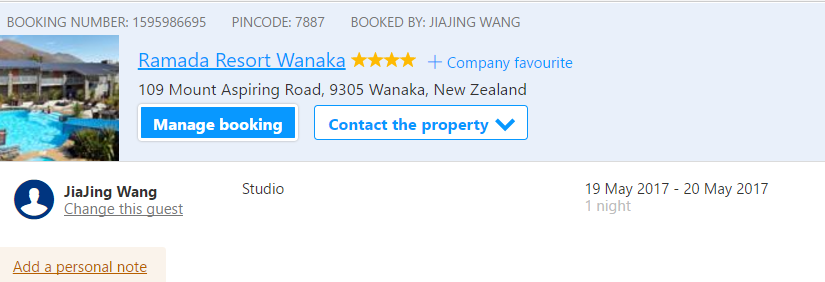 BOOKING NUMBER: 1595986695 PINCODE: 7887 BOOKED BY: JIAJING WANG
Ramada Resort Wanaka + Company favourite
109 Mount Aspiring Road, 9305 Wanaka, New Zealand
Manage booking Contact the property
JiaJing Wang Studio 19 May 2017 - 20 May 2017
Change this guest 1 night
Add a personal note